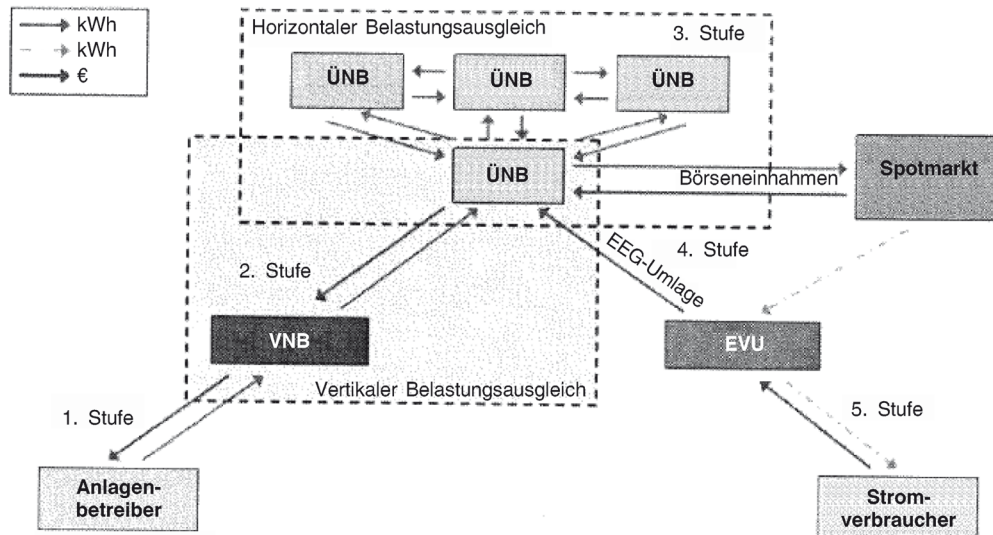 kWh
kWh
€
Horizontaler Belastungsausgleich
3. Stufe
ÜNB
ÜNB
ÜNB
ÜNB
Börseneinnahmen
Spotmarkt
2. Stufe
4. Stufe
EEG-Umlage
VNB
EVU
Vertikaler Belastungsausgleich
1. Stufe
5. Stufe
Anlagen-
betreiber
Strom-
verbraucher